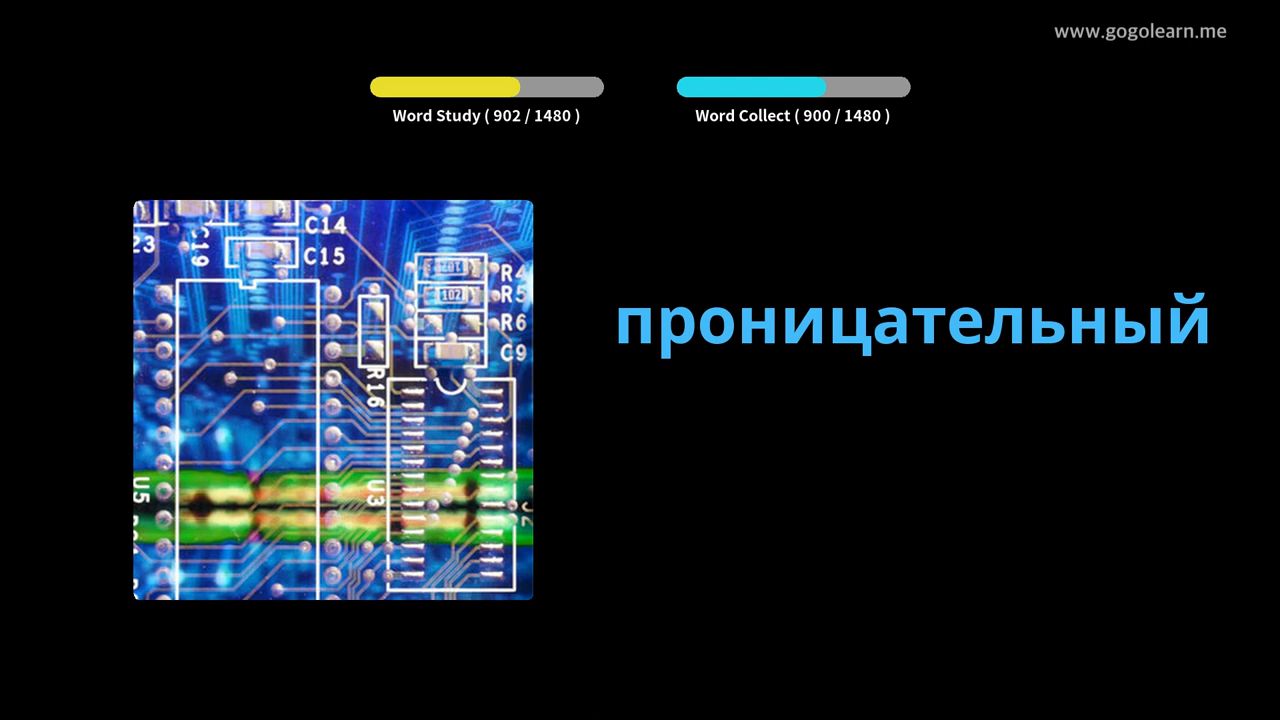 www.gogolearn.me
Word Study ( 902 / 1480 )
Word Collect ( 900 / 1480 )
проницательный
C14
C15
23
C19
R4
R5
102
R6
C9
R16
U5
U3